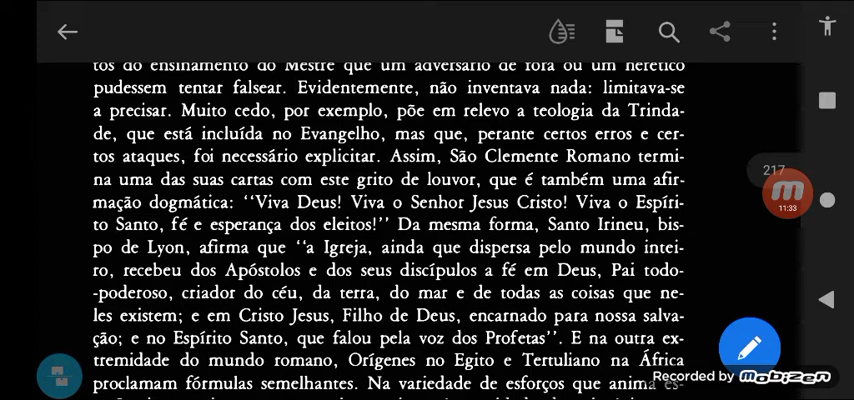 tos do ensinamento do Mestre que um adversário de fora ou um herético
pudessem tentar falsear. Evidentemente, não inventava nada: limitava-se
a precisar. Muito cedo, por exemplo, põe em relevo a teologia da Trinda-
de, que está incluída no Evangelho, mas que, perante certos erros e cer-
tos ataques, foi necessário explicitar. Assim, São Clemente Romano termi-
na uma das suas cartas com este grito de louvor, que é também uma afir-
mação dogmática: ‘‘Viva Deus! Viva o Senhor Jesus Cristo! Viva o Espíri-
to Santo, fé e esperança dos eleitos!’’ Da mesma forma, Santo Irineu, bis-
po de Lyon, afirma que ‘‘a Igreja, ainda que dispersa pelo mundo intei-
ro, recebeu dos Apóstolos e dos seus discípulos a fé em Deus, Pai todo-
-poderoso, criador do céu, da terra, do mar e de todas as coisas que ne-
les existem; e em Cristo Jesus, Filho de Deus, encarnado para nossa salva-
ção; e no Espírito Santo, que falou pela voz dos Profetas’’. E na outra ex-
tremidade do mundo romano, Orígenes no Egito e Tertuliano na África
proclamam fórmulas semelhantes. Na variedade de esforços que anima es-
217
11:33
Recorded by mobizen